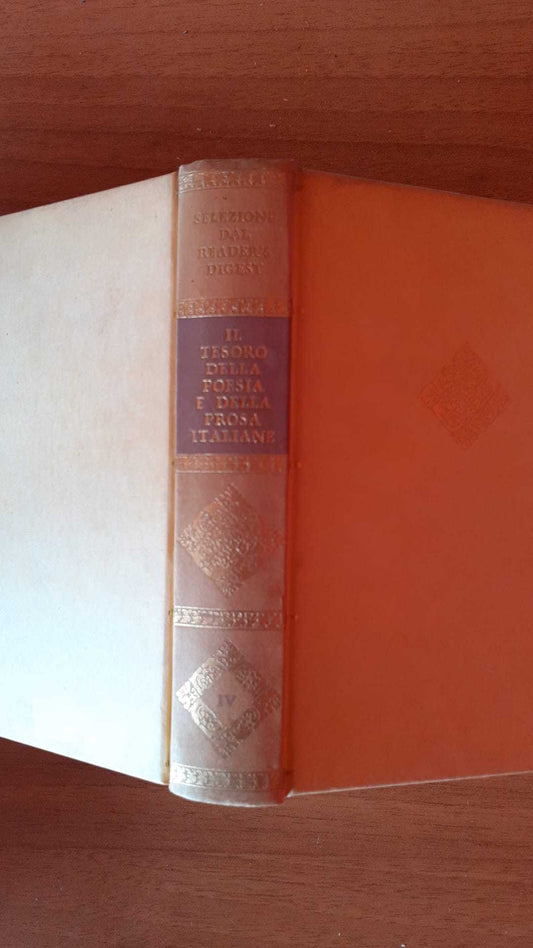 SELEZIONE
DAL
READER'S
DIGEST
IL
TESORO
DELLA
POESIA
E DELLA
PROSA
ITALIANE
IV